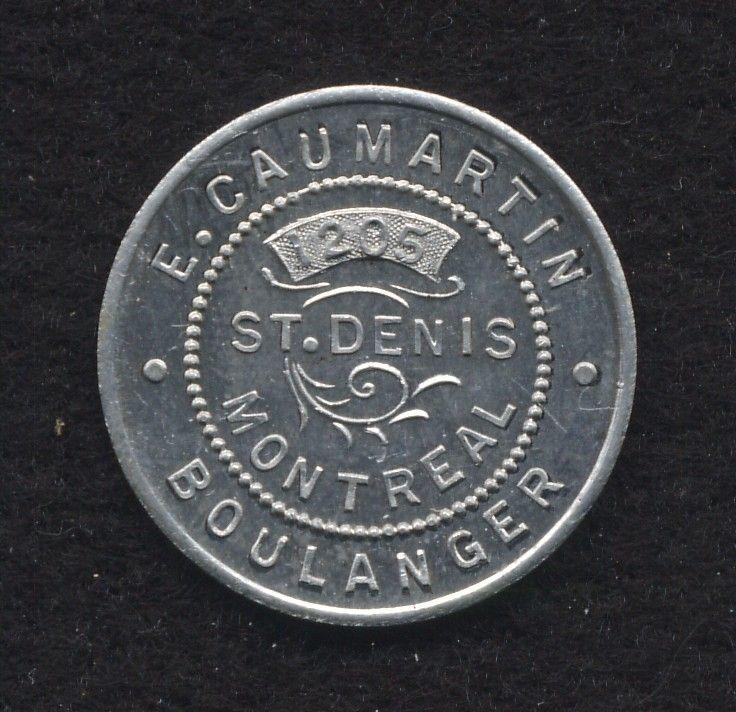 E. CAUMARTIN
1205
ST. DENIS
MONTREAL
BOULANGER